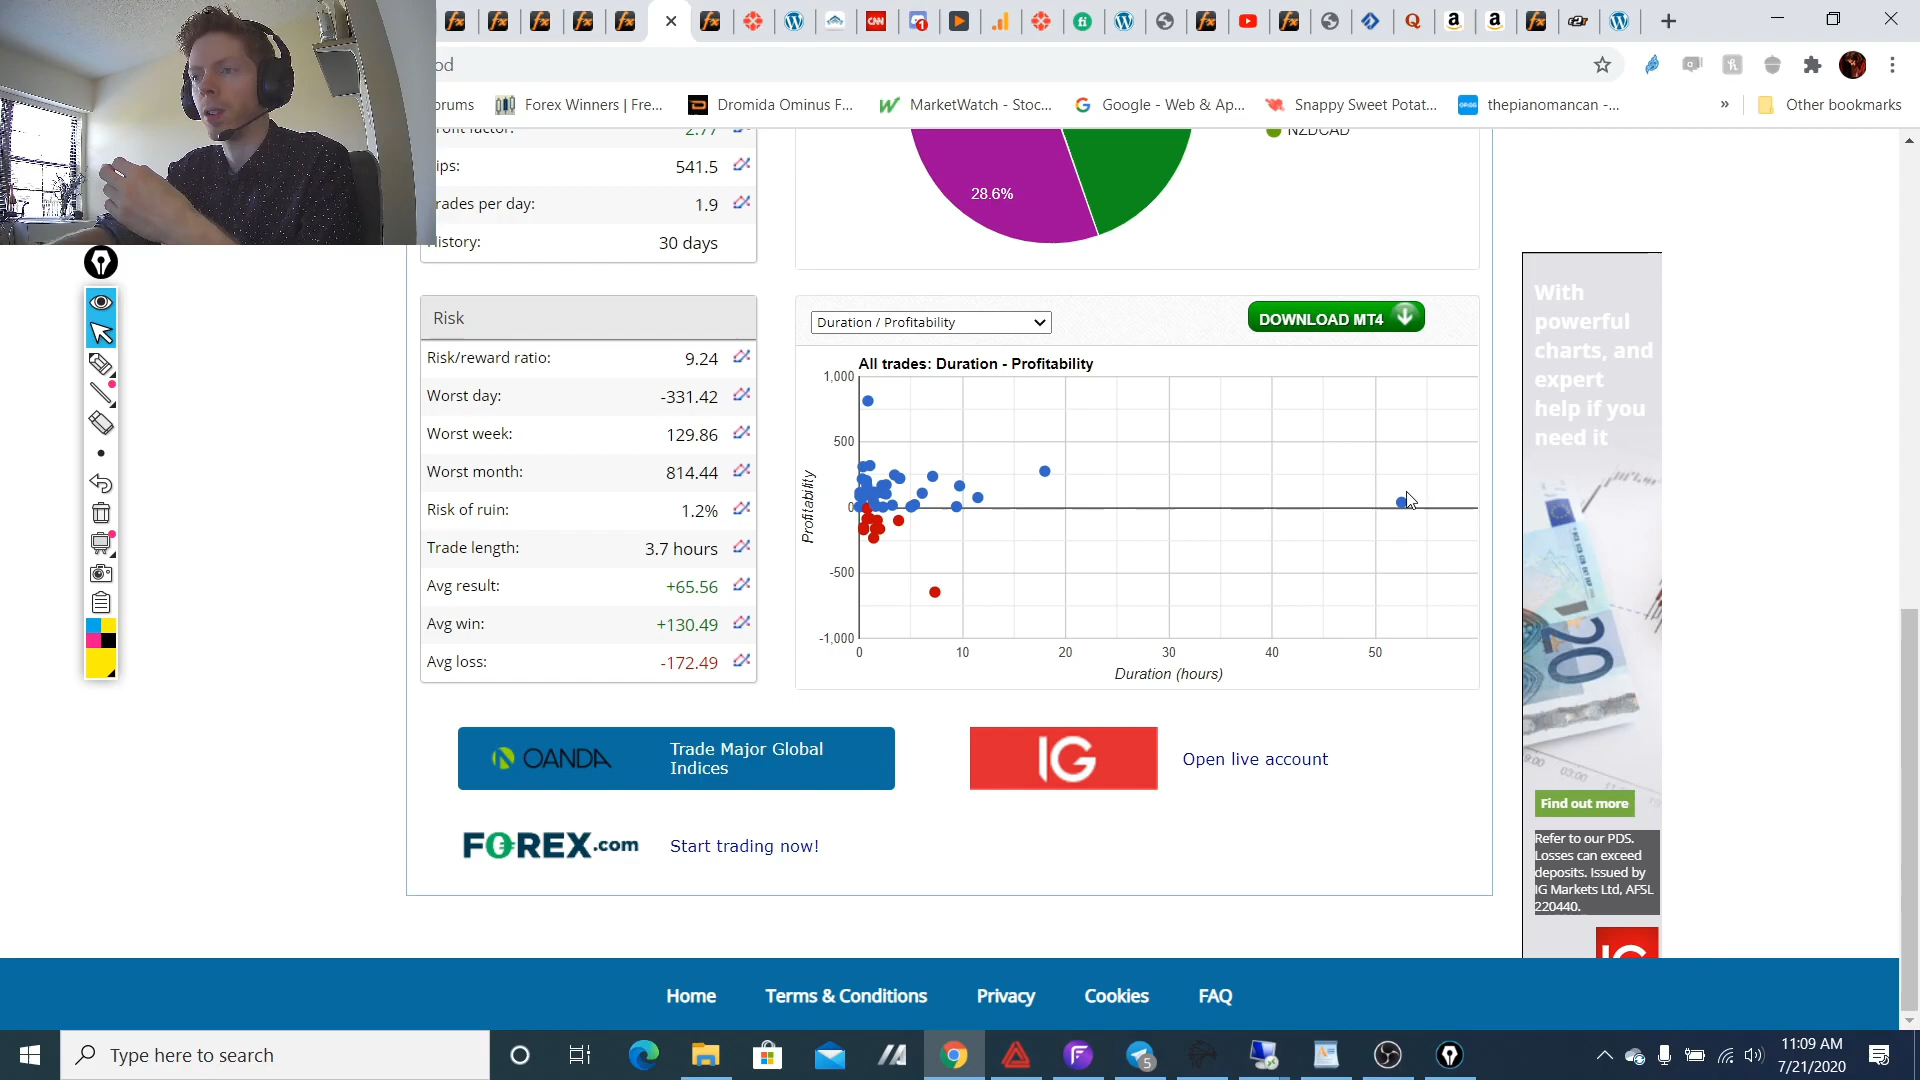 od
orums
Forex Winners | Fre...
Dromida Ominus F...
MarketWatch - Stoc...
Google - Web & Ap...
Snappy Sweet Potat...
thepianomancan -...
»
Other bookmarks
rofit factor:
2.77
ips:
541.5
rades per day:
1.9
History:
30 days
28.6%
NZDCAD
Risk
Risk/reward ratio:
9.24
Worst day:
-331.42
Worst week:
129.86
Worst month:
814.44
Risk of ruin:
1.2%
Trade length:
3.7 hours
Avg result:
+65.56
Avg win:
+130.49
Avg loss:
-172.49
Duration / Profitability
DOWNLOAD MT4
All trades: Duration - Profitability
1,000
500
0
-500
-1,000
Profitability
0 10 20 30 40 50
Duration (hours)
With
powerful
charts, and
expert
help if you
need it
20
Find out more
Refer to our PDS.
Losses can exceed
deposits. Issued by
IG Markets Ltd, AFSL
220440.
IG
OANDA
Trade Major Global
Indices
IG
Open live account
FOREX.com
Start trading now!
Home Terms & Conditions Privacy Cookies FAQ
Type here to search
11:09 AM
7/21/2020